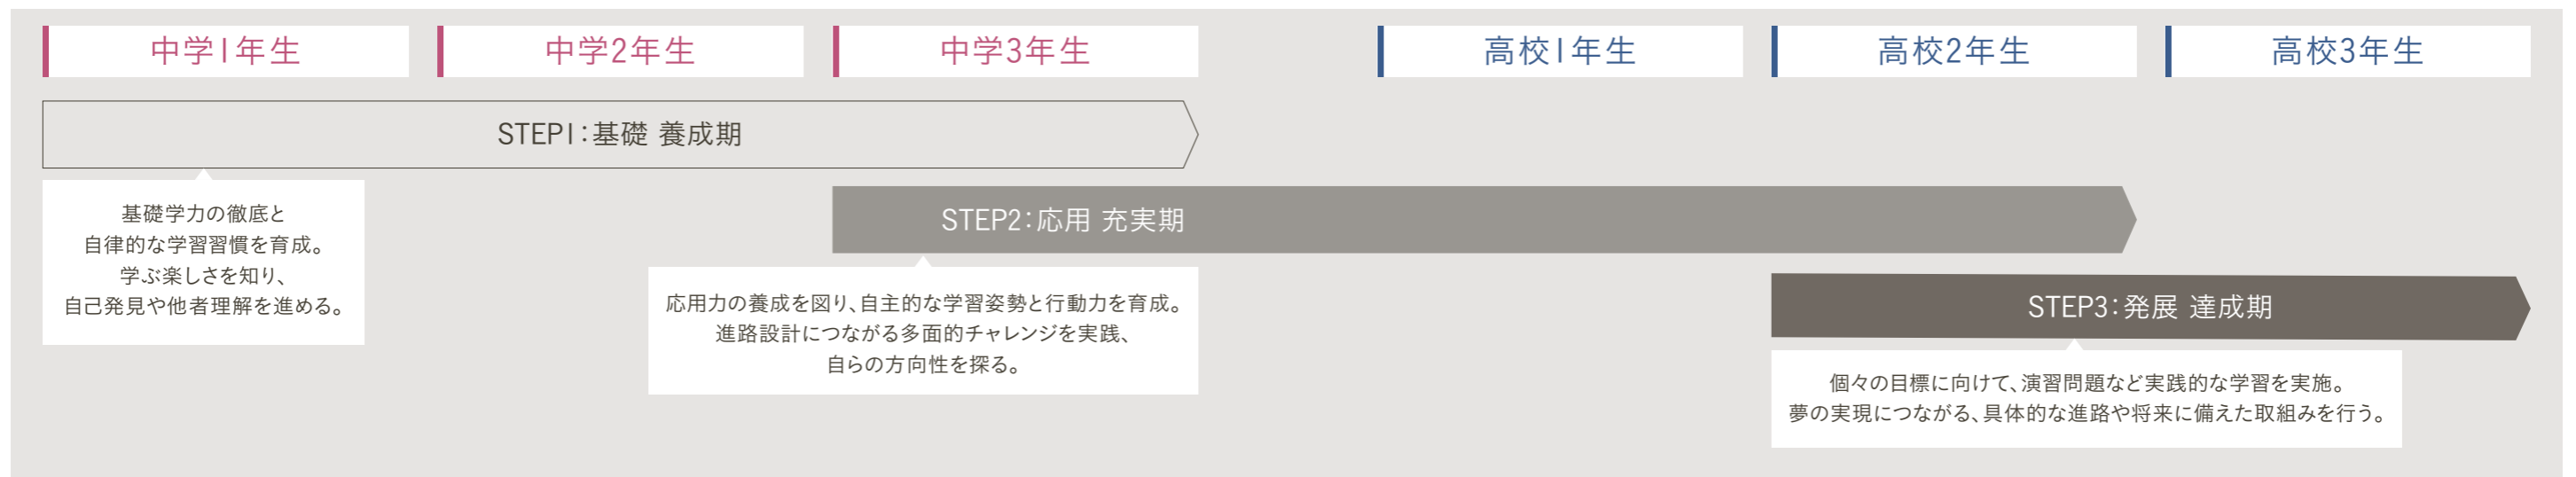 中学1年生
中学2年生
中学3年生
高校1年生
高校2年生
高校3年生
STEP1：基礎 養成期
基礎学力の徹底と
自律的な学習習慣を育成。
学ぶ楽しさを知り、
自己発見や他者理解を進める。
STEP2：応用 充実期
応用力の養成を図り、自主的な学習姿勢と行動力を育成。
進路設計につながる多面的チャレンジを実践、
自らの方向性を探る。
STEP3：発展 達成期
個々の目標に向けて、演習問題など実践的な学習を実施。
夢の実現につながる、具体的な進路や将来に備えた取組みを行う。